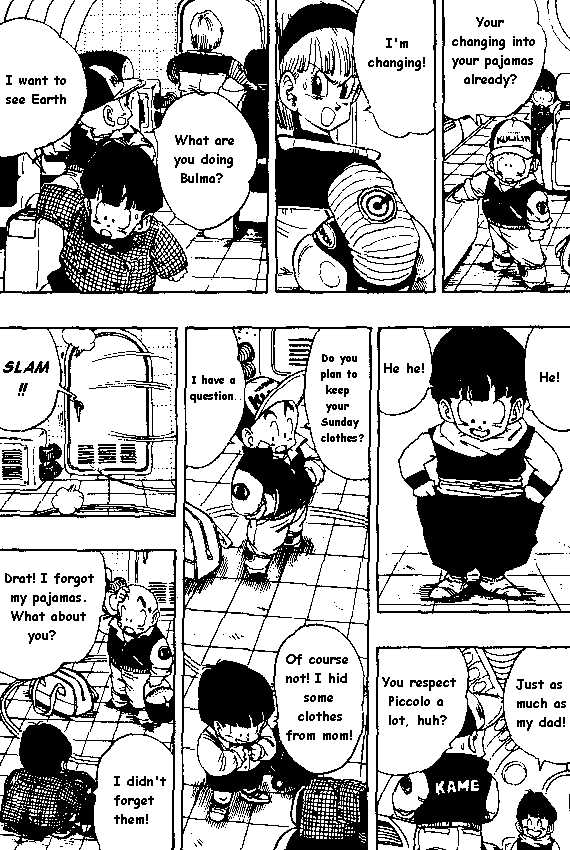 I want to
see Earth
What are
you doing
Bulma?
I'm
changing!
Your
changing into
your pajamas
already?
SLAM
!!
Drat! I forgot
my pajamas.
What about
you?
I didn't
forget
them!
I have a
question.
Do you
plan to
keep
your
Sunday
clothes?
Of course
not! I hid
some
clothes
from mom!
He he!
He!
You respect
Piccolo a
lot, huh?
Just as
much as
my dad!
KAME